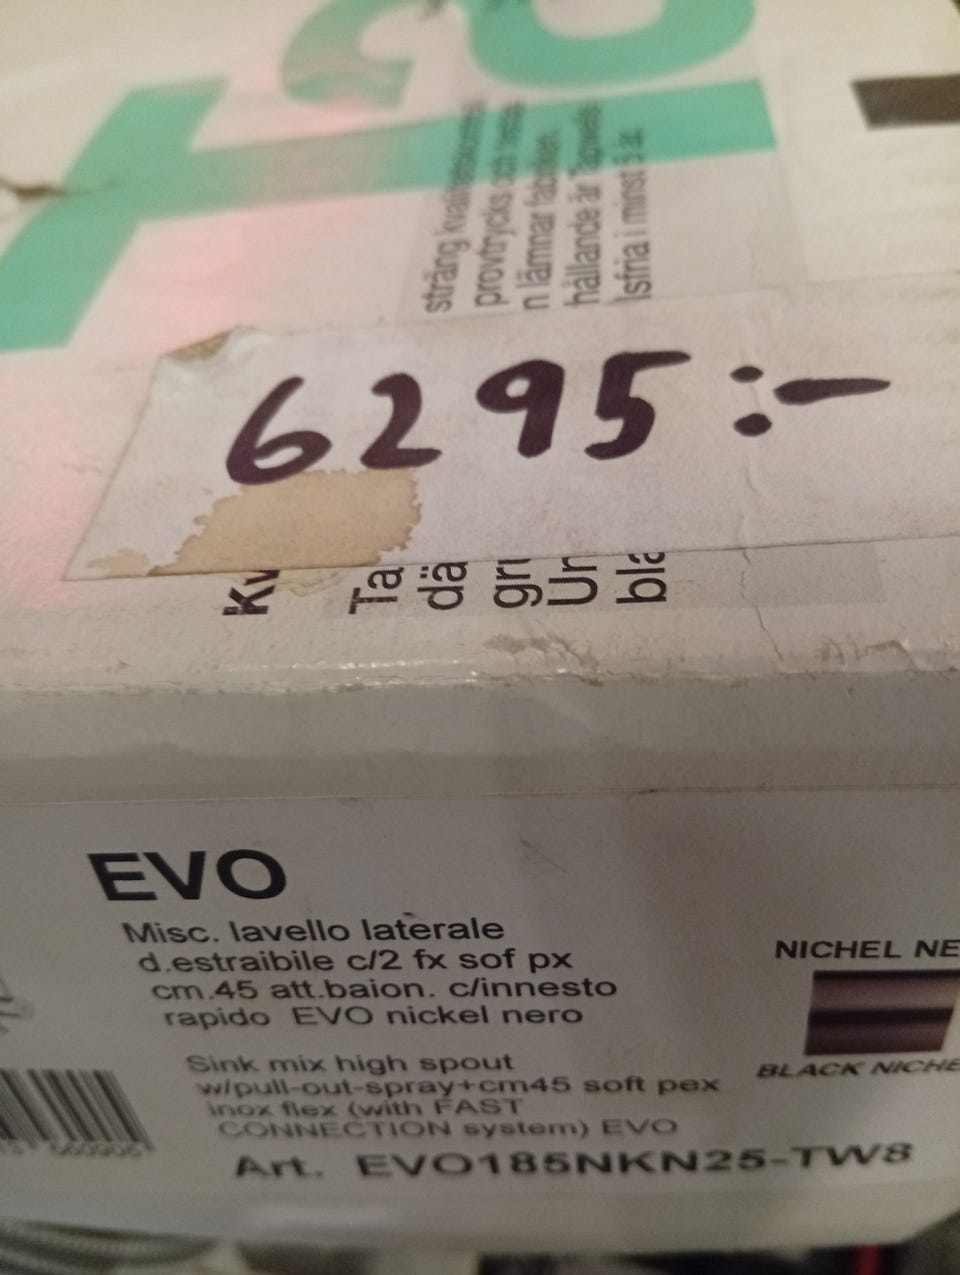 sträng kvalitetskontroll
provtrycks och testas
n lämnar fabriken.
hållande är Tapwells
lsfria i minst 5 år.
6295:-
Kv
Ta
dä
gr
Ur
bla
EVO
Misc. lavello laterale
d.estraibile c/2 fx sof px
cm.45 att.baion. c/innesto
rapido EVO nickel nero
Sink mix high spout
w/pull-out-spray+cm45 soft pex
inox flex (with FAST
CONNECTION system) EVO
Art. EVO185NKN25-TW8
NICHEL NE
BLACK NICHE